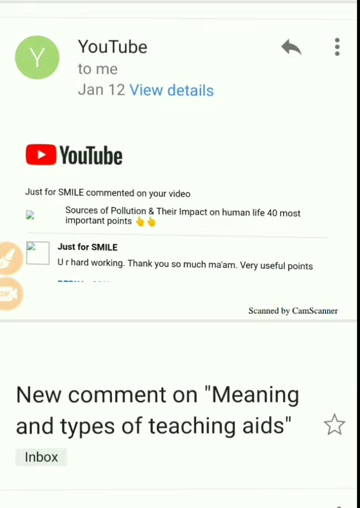 Y
YouTube
to me
Jan 12 View details
YouTube
Just for SMILE commented on your video
Sources of Pollution & Their Impact on human life 40 most
important points 👆👆
Just for SMILE
U r hard working. Thank you so much ma'am. Very useful points
Scanned by CamScanner
New comment on "Meaning
and types of teaching aids"
Inbox